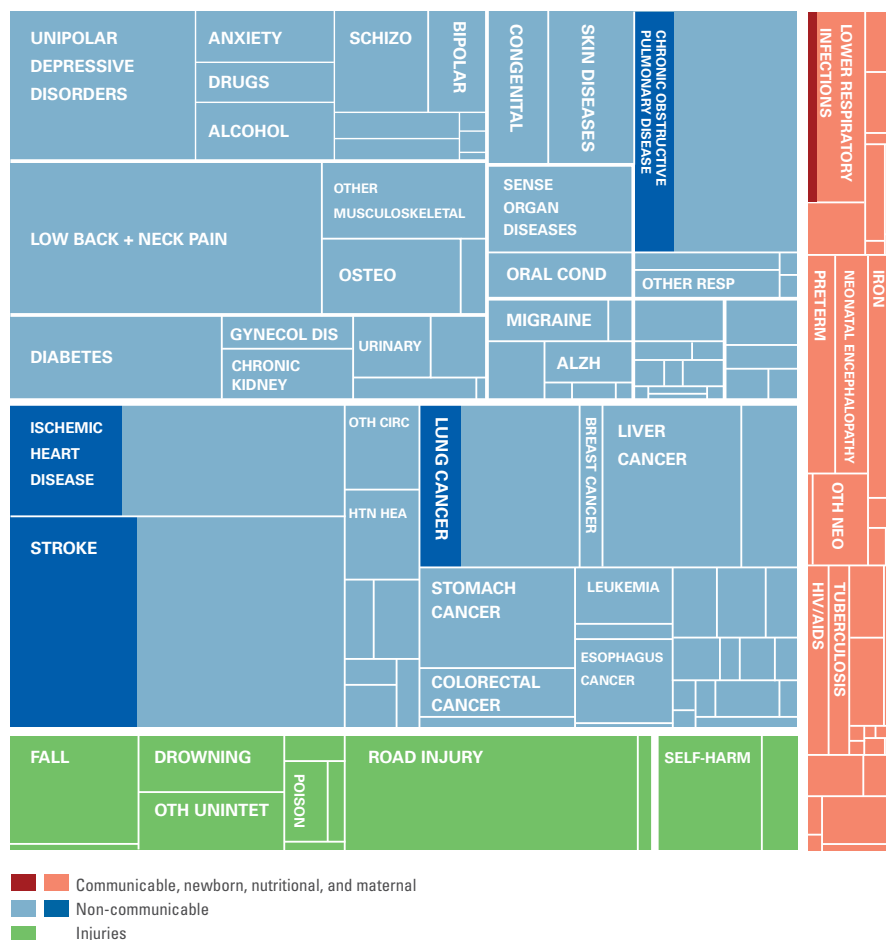 UNIPOLAR
DEPRESSIVE
DISORDERS
ANXIETY
DRUGS
ALCOHOL
SCHIZO
BIPOLAR
CONGENITAL
SKIN DISEASES
CHRONIC OBSTRUCTIVE
PULMONARY DISEASE
LOW BACK + NECK PAIN
OTHER
MUSCULOSKELETAL
OSTEO
SENSE
ORGAN
DISEASES
ORAL COND
OTHER RESP
DIABETES
GYNECOL DIS
CHRONIC
KIDNEY
URINARY
MIGRAINE
ALZH
ISCHEMIC
HEART
DISEASE
STROKE
OTH CIRC
HTN HEA
LUNG CANCER
BREAST CANCER
LIVER
CANCER
STOMACH
CANCER
COLORECTAL
CANCER
LEUKEMIA
ESOPHAGUS
CANCER
FALL
DROWNING
OTH UNINTET
POISON
ROAD INJURY
SELF-HARM
LOWER RESPIRATORY
INFECTIONS
PRETERM
NEONATAL ENCEPHALOPATHY
IRON
OTH NEO
HIV/AIDS
TUBERCULOSIS
Communicable, newborn, nutritional, and maternal
Non-communicable
Injuries